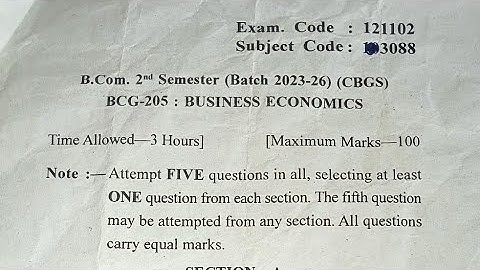 Exam. Code : 121102
Subject Code : 103088
B.Com. 2nd Semester (Batch 2023-26) (CBGS)
BCG-205 : BUSINESS ECONOMICS
Time Allowed—3 Hours] [Maximum Marks—100
Note :— Attempt FIVE questions in all, selecting at least
ONE question from each section. The fifth question
may be attempted from any section. All questions
carry equal marks.